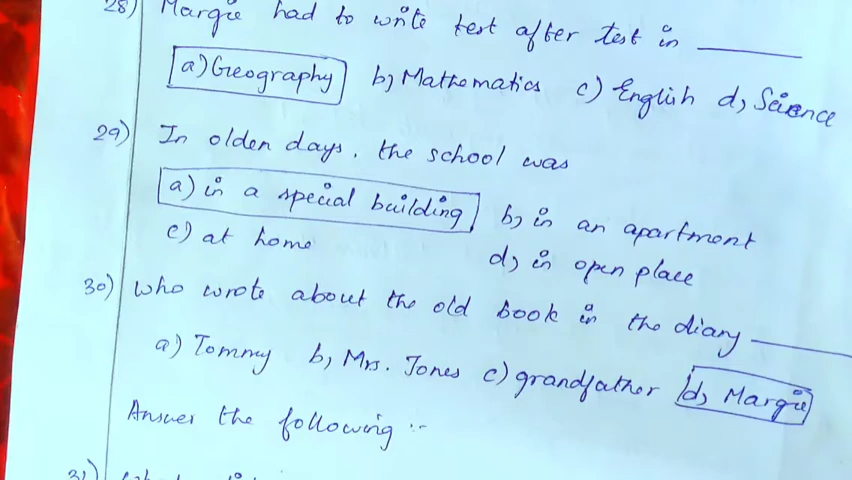 28) Margie had to write test after test in ______
a) Geography b) Mathematics c) English d) Science
29) In olden days, the school was
a) in a special building b) in an apartment
c) at home d) in open place
30) Who wrote about the old book in the diary ______
a) Tommy b) Mrs. Jones c) grandfather d) Margie
Answer the following :-
31)